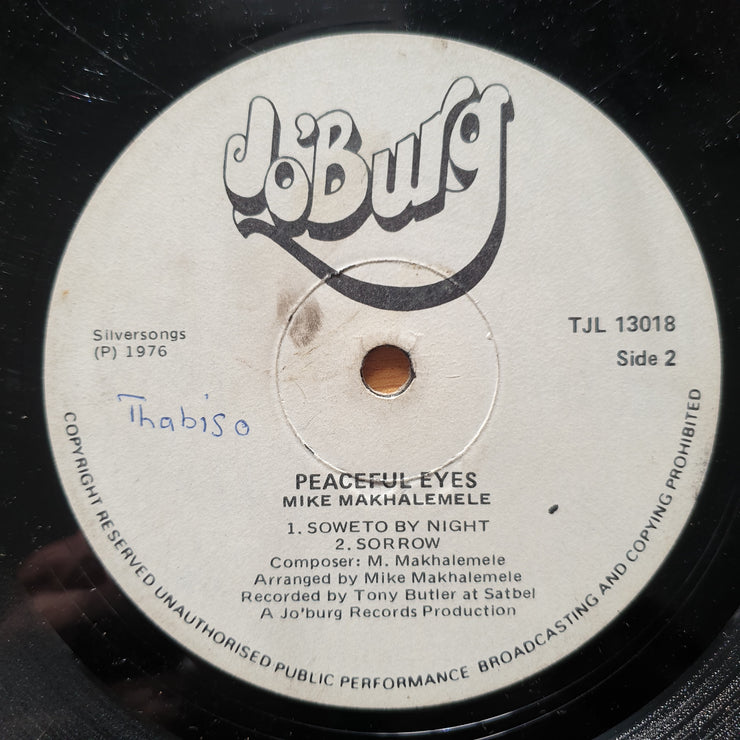 Jo'Burg
Silversongs
(P) 1976
TJL 13018
Side 2
Thabiso
PEACEFUL EYES
MIKE MAKHALEMELE
1. SOWETO BY NIGHT
2. SORROW
Composer: M. Makhalemele
Arranged by Mike Makhalemele
Recorded by Tony Butler at Satbel
A Jo'burg Records Production
COPYRIGHT RESERVED UNAUTHORISED PUBLIC PERFORMANCE BROADCASTING AND COPYING PROHIBITED